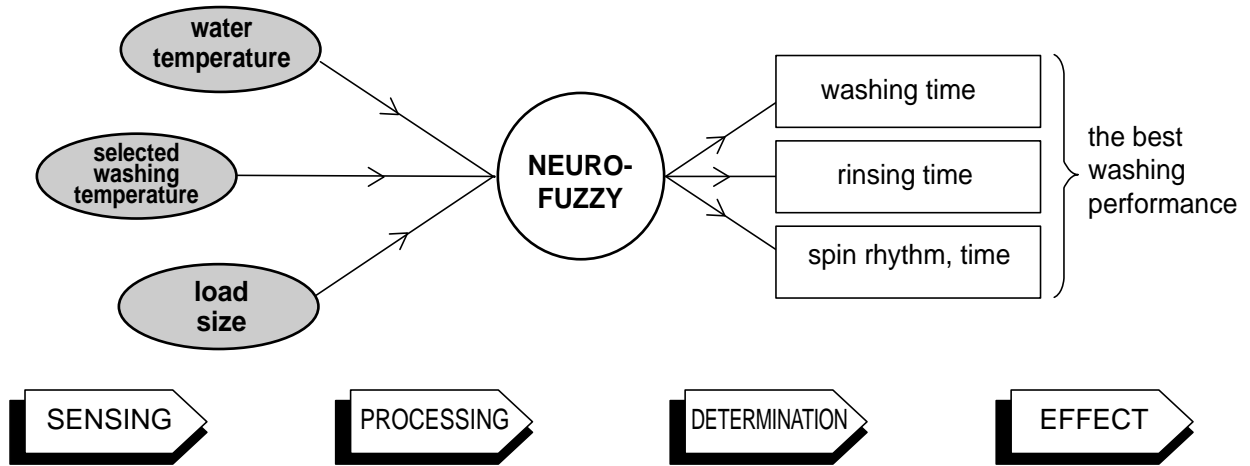 water
temperature
selected
washing
temperature
load
size
NEURO-
FUZZY
washing time
rinsing time
spin rhythm, time
the best
washing
performance
SENSING
PROCESSING
DETERMINATION
EFFECT